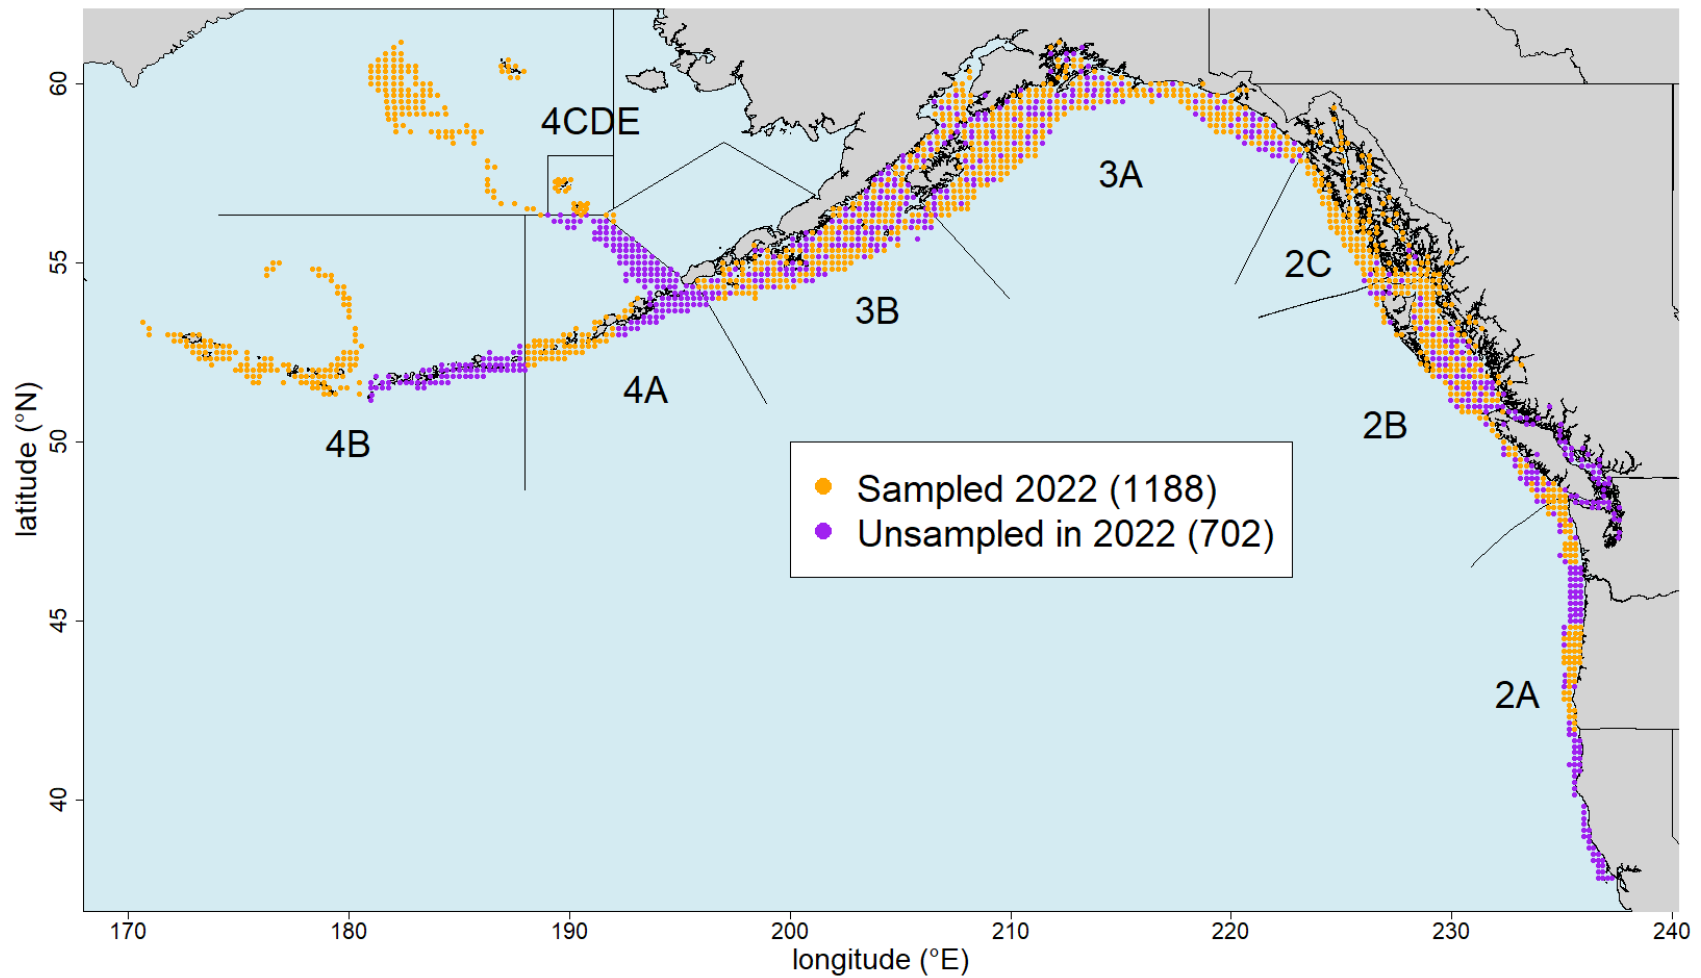 60
55
50
45
40
latitude (°N)
4CDE
3A
2C
3B
4A
2B
4B
2A
Sampled 2022 (1188)
Unsampled in 2022 (702)
170
180
190
200
210
220
230
240
longitude (°E)